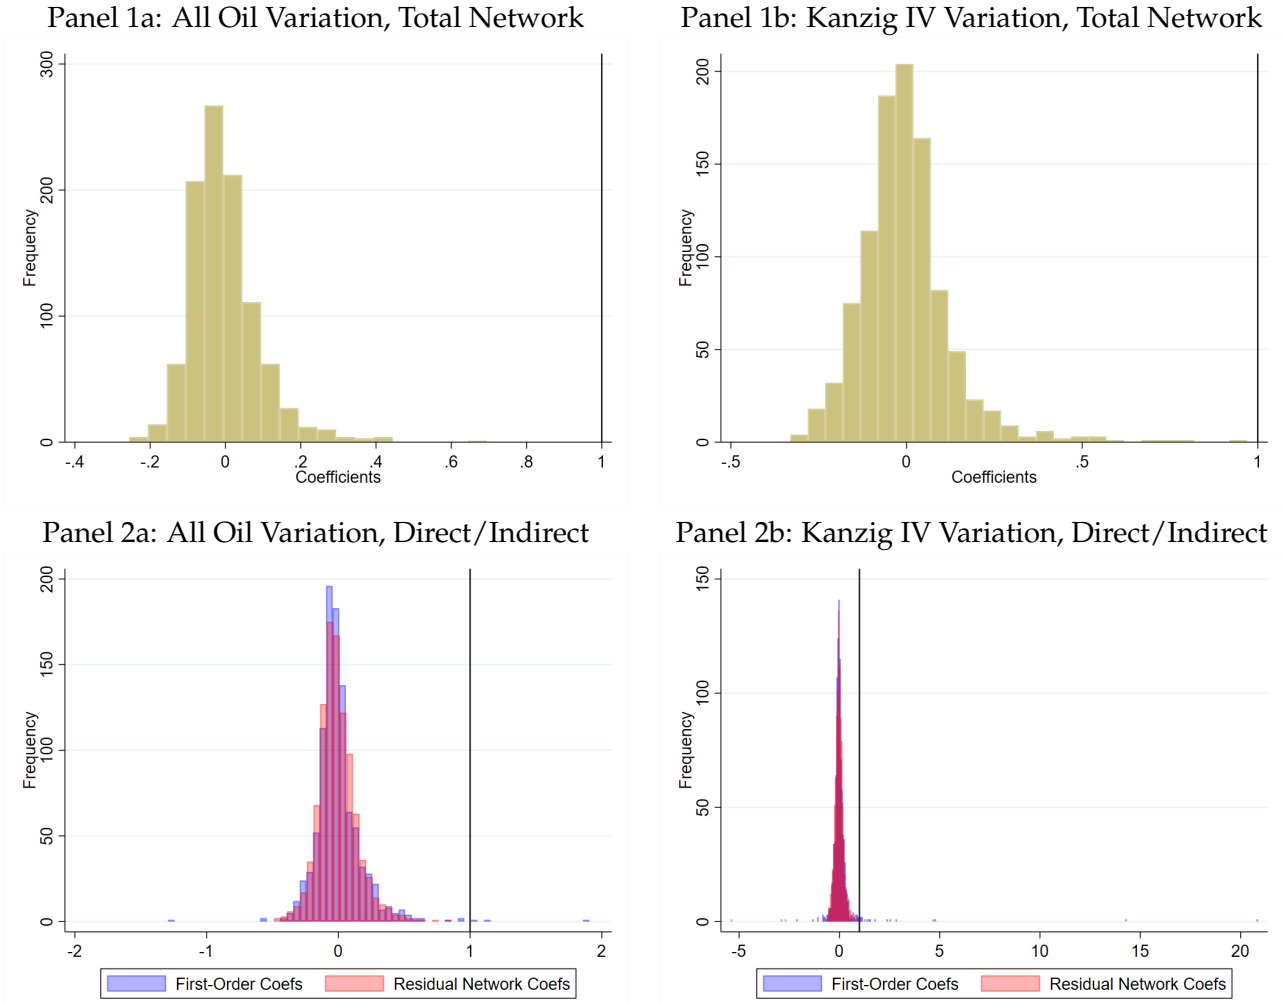 Panel 1a: All Oil Variation, Total Network
Panel 1b: Kanzig IV Variation, Total Network
Frequency
300
200
100
0
-.4 -.2 0 .2 .4 .6 .8 1
Coefficients
Frequency
200
150
100
50
0
-.5 0 .5 1
Coefficients
Panel 2a: All Oil Variation, Direct/Indirect
Panel 2b: Kanzig IV Variation, Direct/Indirect
Frequency
200
150
100
50
0
-2 -1 0 1 2
First-Order Coefs Residual Network Coefs
Frequency
150
100
50
0
-5 0 5 10 15 20
First-Order Coefs Residual Network Coefs